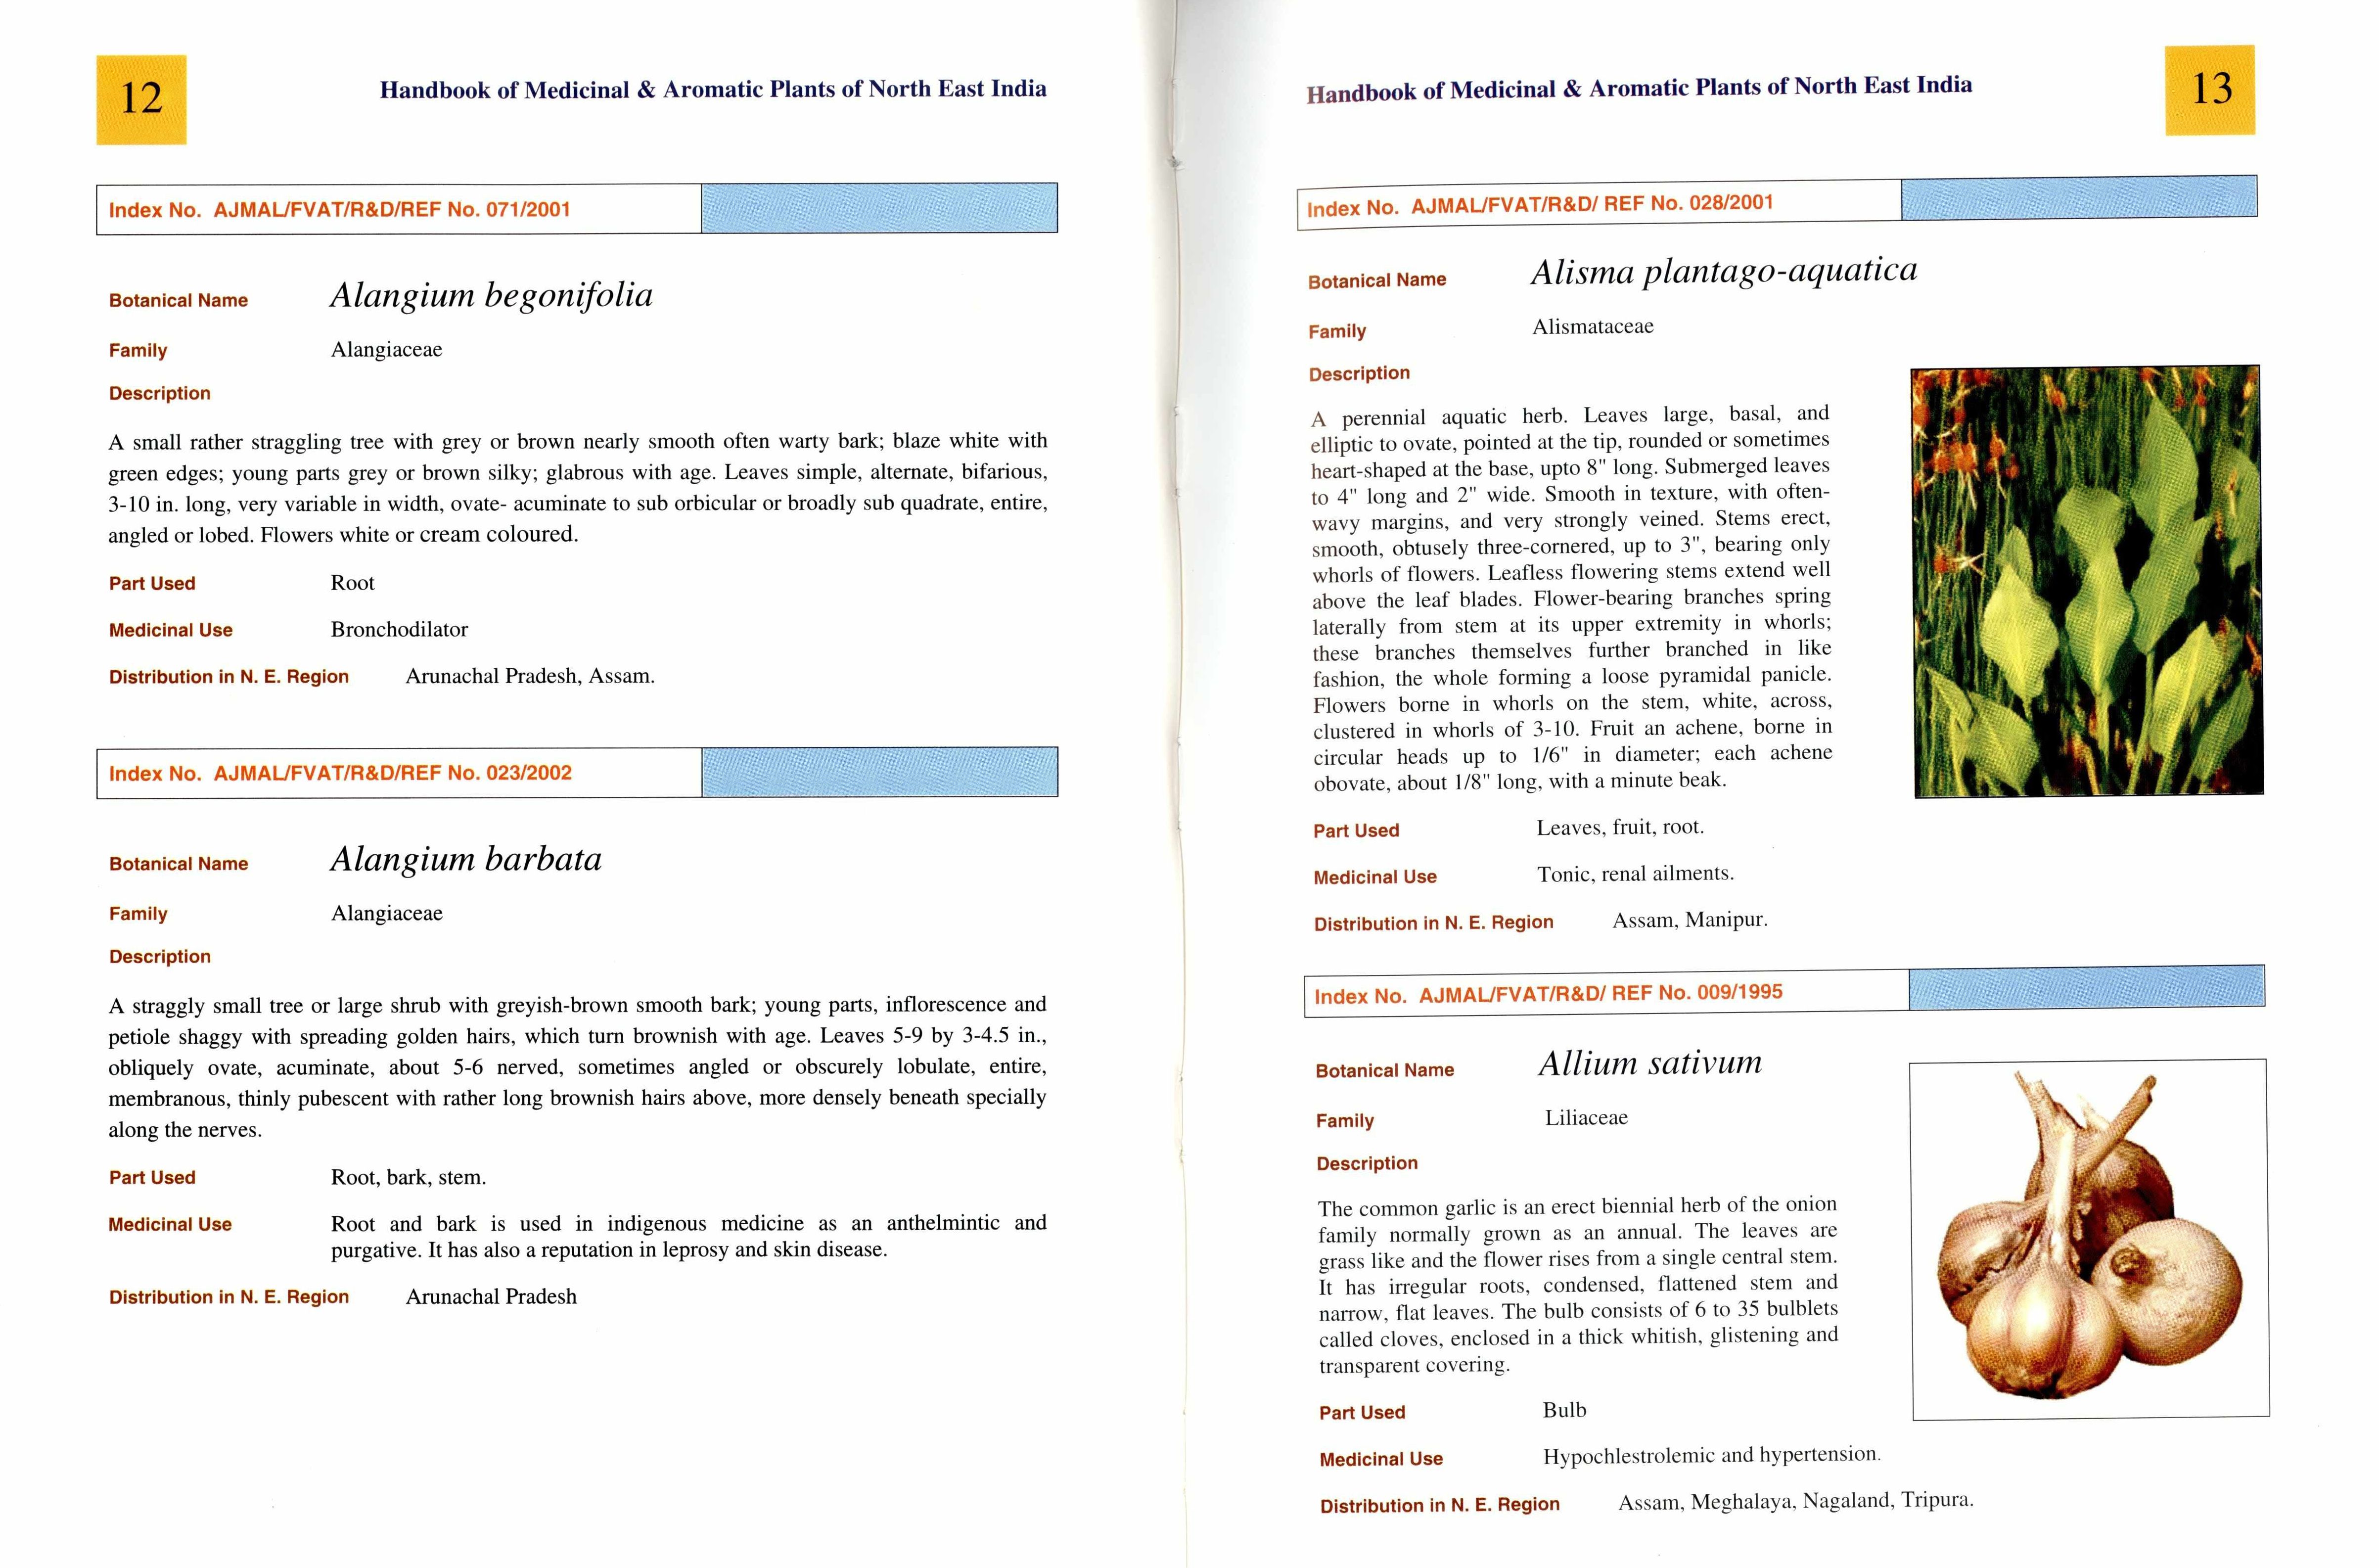 12
Handbook of Medicinal & Aromatic Plants of North East India
Index No. AJMAL/FVAT/R&D/REF No. 071/2001
Botanical Name Alangium begonifolia
Family Alangiaceae
Description
A small rather straggling tree with grey or brown nearly smooth often warty bark; blaze white with
green edges; young parts grey or brown silky; glabrous with age. Leaves simple, alternate, bifarious,
3-10 in. long, very variable in width, ovate- acuminate to sub orbicular or broadly sub quadrate, entire,
angled or lobed. Flowers white or cream coloured.
Part Used Root
Medicinal Use Bronchodilator
Distribution in N. E. Region Arunachal Pradesh, Assam.
Index No. AJMAL/FVAT/R&D/REF No. 023/2002
Botanical Name Alangium barbata
Family Alangiaceae
Description
A straggly small tree or large shrub with greyish-brown smooth bark; young parts, inflorescence and
petiole shaggy with spreading golden hairs, which turn brownish with age. Leaves 5-9 by 3-4.5 in.,
obliquely ovate, acuminate, about 5-6 nerved, sometimes angled or obscurely lobulate, entire,
membranous, thinly pubescent with rather long brownish hairs above, more densely beneath specially
along the nerves.
Part Used Root, bark, stem.
Medicinal Use Root and bark is used in indigenous medicine as an anthelmintic and
purgative. It has also a reputation in leprosy and skin disease.
Distribution in N. E. Region Arunachal Pradesh
Handbook of Medicinal & Aromatic Plants of North East India
13
Index No. AJMAL/FVAT/R&D/ REF No. 028/2001
Botanical Name Alisma plantago-aquatica
Family Alismataceae
Description
A perennial aquatic herb. Leaves large, basal, and
elliptic to ovate, pointed at the tip, rounded or sometimes
heart-shaped at the base, upto 8" long. Submerged leaves
to 4" long and 2" wide. Smooth in texture, with often-
wavy margins, and very strongly veined. Stems erect,
smooth, obtusely three-cornered, up to 3", bearing only
whorls of flowers. Leafless flowering stems extend well
above the leaf blades. Flower-bearing branches spring
laterally from stem at its upper extremity in whorls;
these branches themselves further branched in like
fashion, the whole forming a loose pyramidal panicle.
Flowers borne in whorls on the stem, white, across,
clustered in whorls of 3-10. Fruit an achene, borne in
circular heads up to 1/6" in diameter; each achene
obovate, about 1/8" long, with a minute beak.
Part Used Leaves, fruit, root.
Medicinal Use Tonic, renal ailments.
Distribution in N. E. Region Assam, Manipur.
Index No. AJMAL/FVAT/R&D/ REF No. 009/1995
Botanical Name Allium sativum
Family Liliaceae
Description
The common garlic is an erect biennial herb of the onion
family normally grown as an annual. The leaves are
grass like and the flower rises from a single central stem.
It has irregular roots, condensed, flattened stem and
narrow, flat leaves. The bulb consists of 6 to 35 bulblets
called cloves, enclosed in a thick whitish, glistening and
transparent covering.
Part Used Bulb
Medicinal Use Hypochlestrolemic and hypertension.
Distribution in N. E. Region Assam, Meghalaya, Nagaland, Tripura.